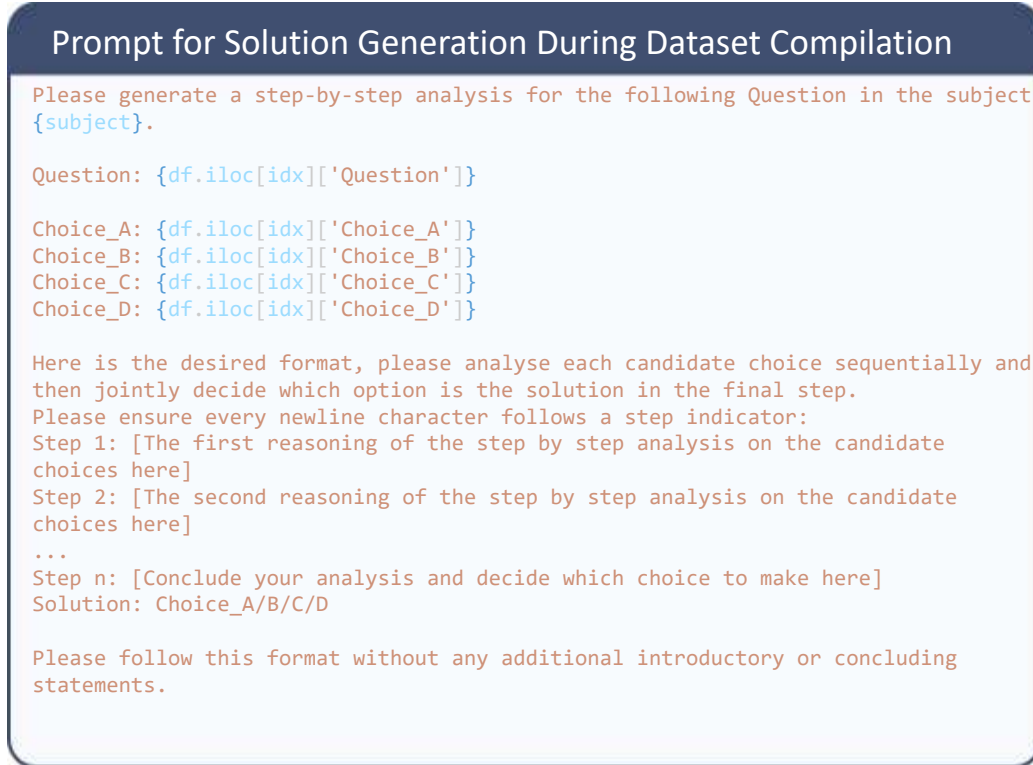 Prompt for Solution Generation During Dataset Compilation
Please generate a step-by-step analysis for the following Question in the subject
{subject}.
Question: {df.iloc[idx]['Question']}
Choice_A: {df.iloc[idx]['Choice_A']}
Choice_B: {df.iloc[idx]['Choice_B']}
Choice_C: {df.iloc[idx]['Choice_C']}
Choice_D: {df.iloc[idx]['Choice_D']}
Here is the desired format, please analyse each candidate choice sequentially and
then jointly decide which option is the solution in the final step.
Please ensure every newline character follows a step indicator:
Step 1: [The first reasoning of the step by step analysis on the candidate
choices here]
Step 2: [The second reasoning of the step by step analysis on the candidate
choices here]
...
Step n: [Conclude your analysis and decide which choice to make here]
Solution: Choice_A/B/C/D
Please follow this format without any additional introductory or concluding
statements.